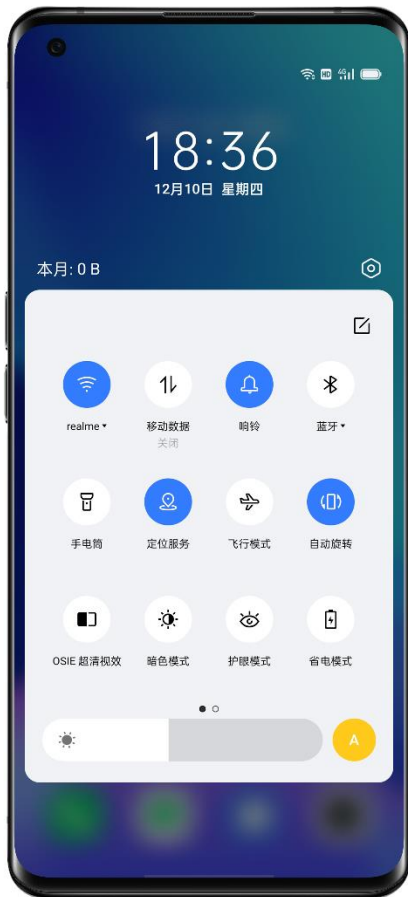 HD 4G
18:36
12月10日 星期四
本月: 0 B
realme 移动数据 响铃 蓝牙
关闭
手电筒 定位服务 飞行模式 自动旋转
OSIE 超清视效 暗色模式 护眼模式 省电模式
A